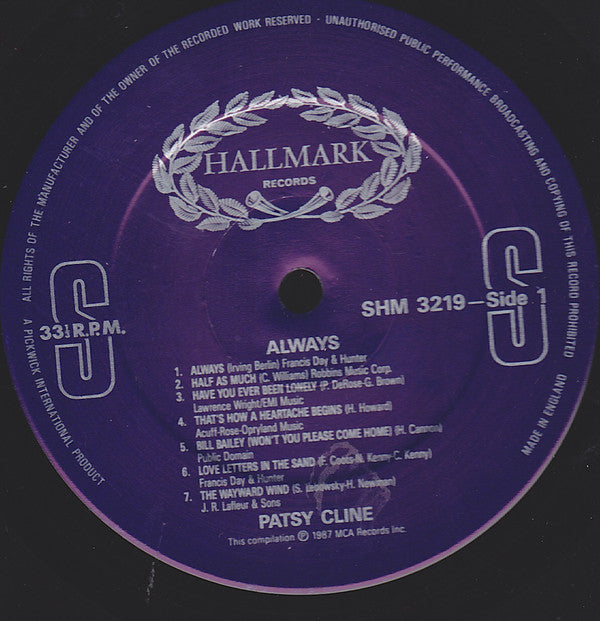 ALL RIGHTS OF THE MANUFACTURER AND OF THE OWNER OF THE RECORDED WORK RESERVED - UNAUTHORISED PUBLIC PERFORMANCE BROADCASTING AND COPYING OF THIS RECORD PROHIBITED
HALLMARK
RECORDS
S
33⅓ R.P.M.
SHM 3219-Side 1
S
ALWAYS
1. ALWAYS (Irving Berlin) Francis Day & Hunter
2. HALF AS MUCH (C. Williams) Robbins Music Corp.
3. HAVE YOU EVER BEEN LONELY (P. DeRose-G. Brown)
Lawrence Wright/EMI Music
4. THAT'S HOW A HEARTACHE BEGINS (H. Howard)
Acuff-Rose-Opryland Music
5. BILL BAILEY (WON'T YOU PLEASE COME HOME) (H. Cannon)
Public Domain
6. LOVE LETTERS IN THE SAND (F. Coots-N. Kenny-C. Kenny)
Francis Day & Hunter
7. THE WAYWARD WIND (S. Lebowsky-H. Newman)
J. R. Lafleur & Sons
PATSY CLINE
This compilation ℗ 1987 MCA Records Inc.
A PICKWICK INTERNATIONAL PRODUCT
MADE IN ENGLAND